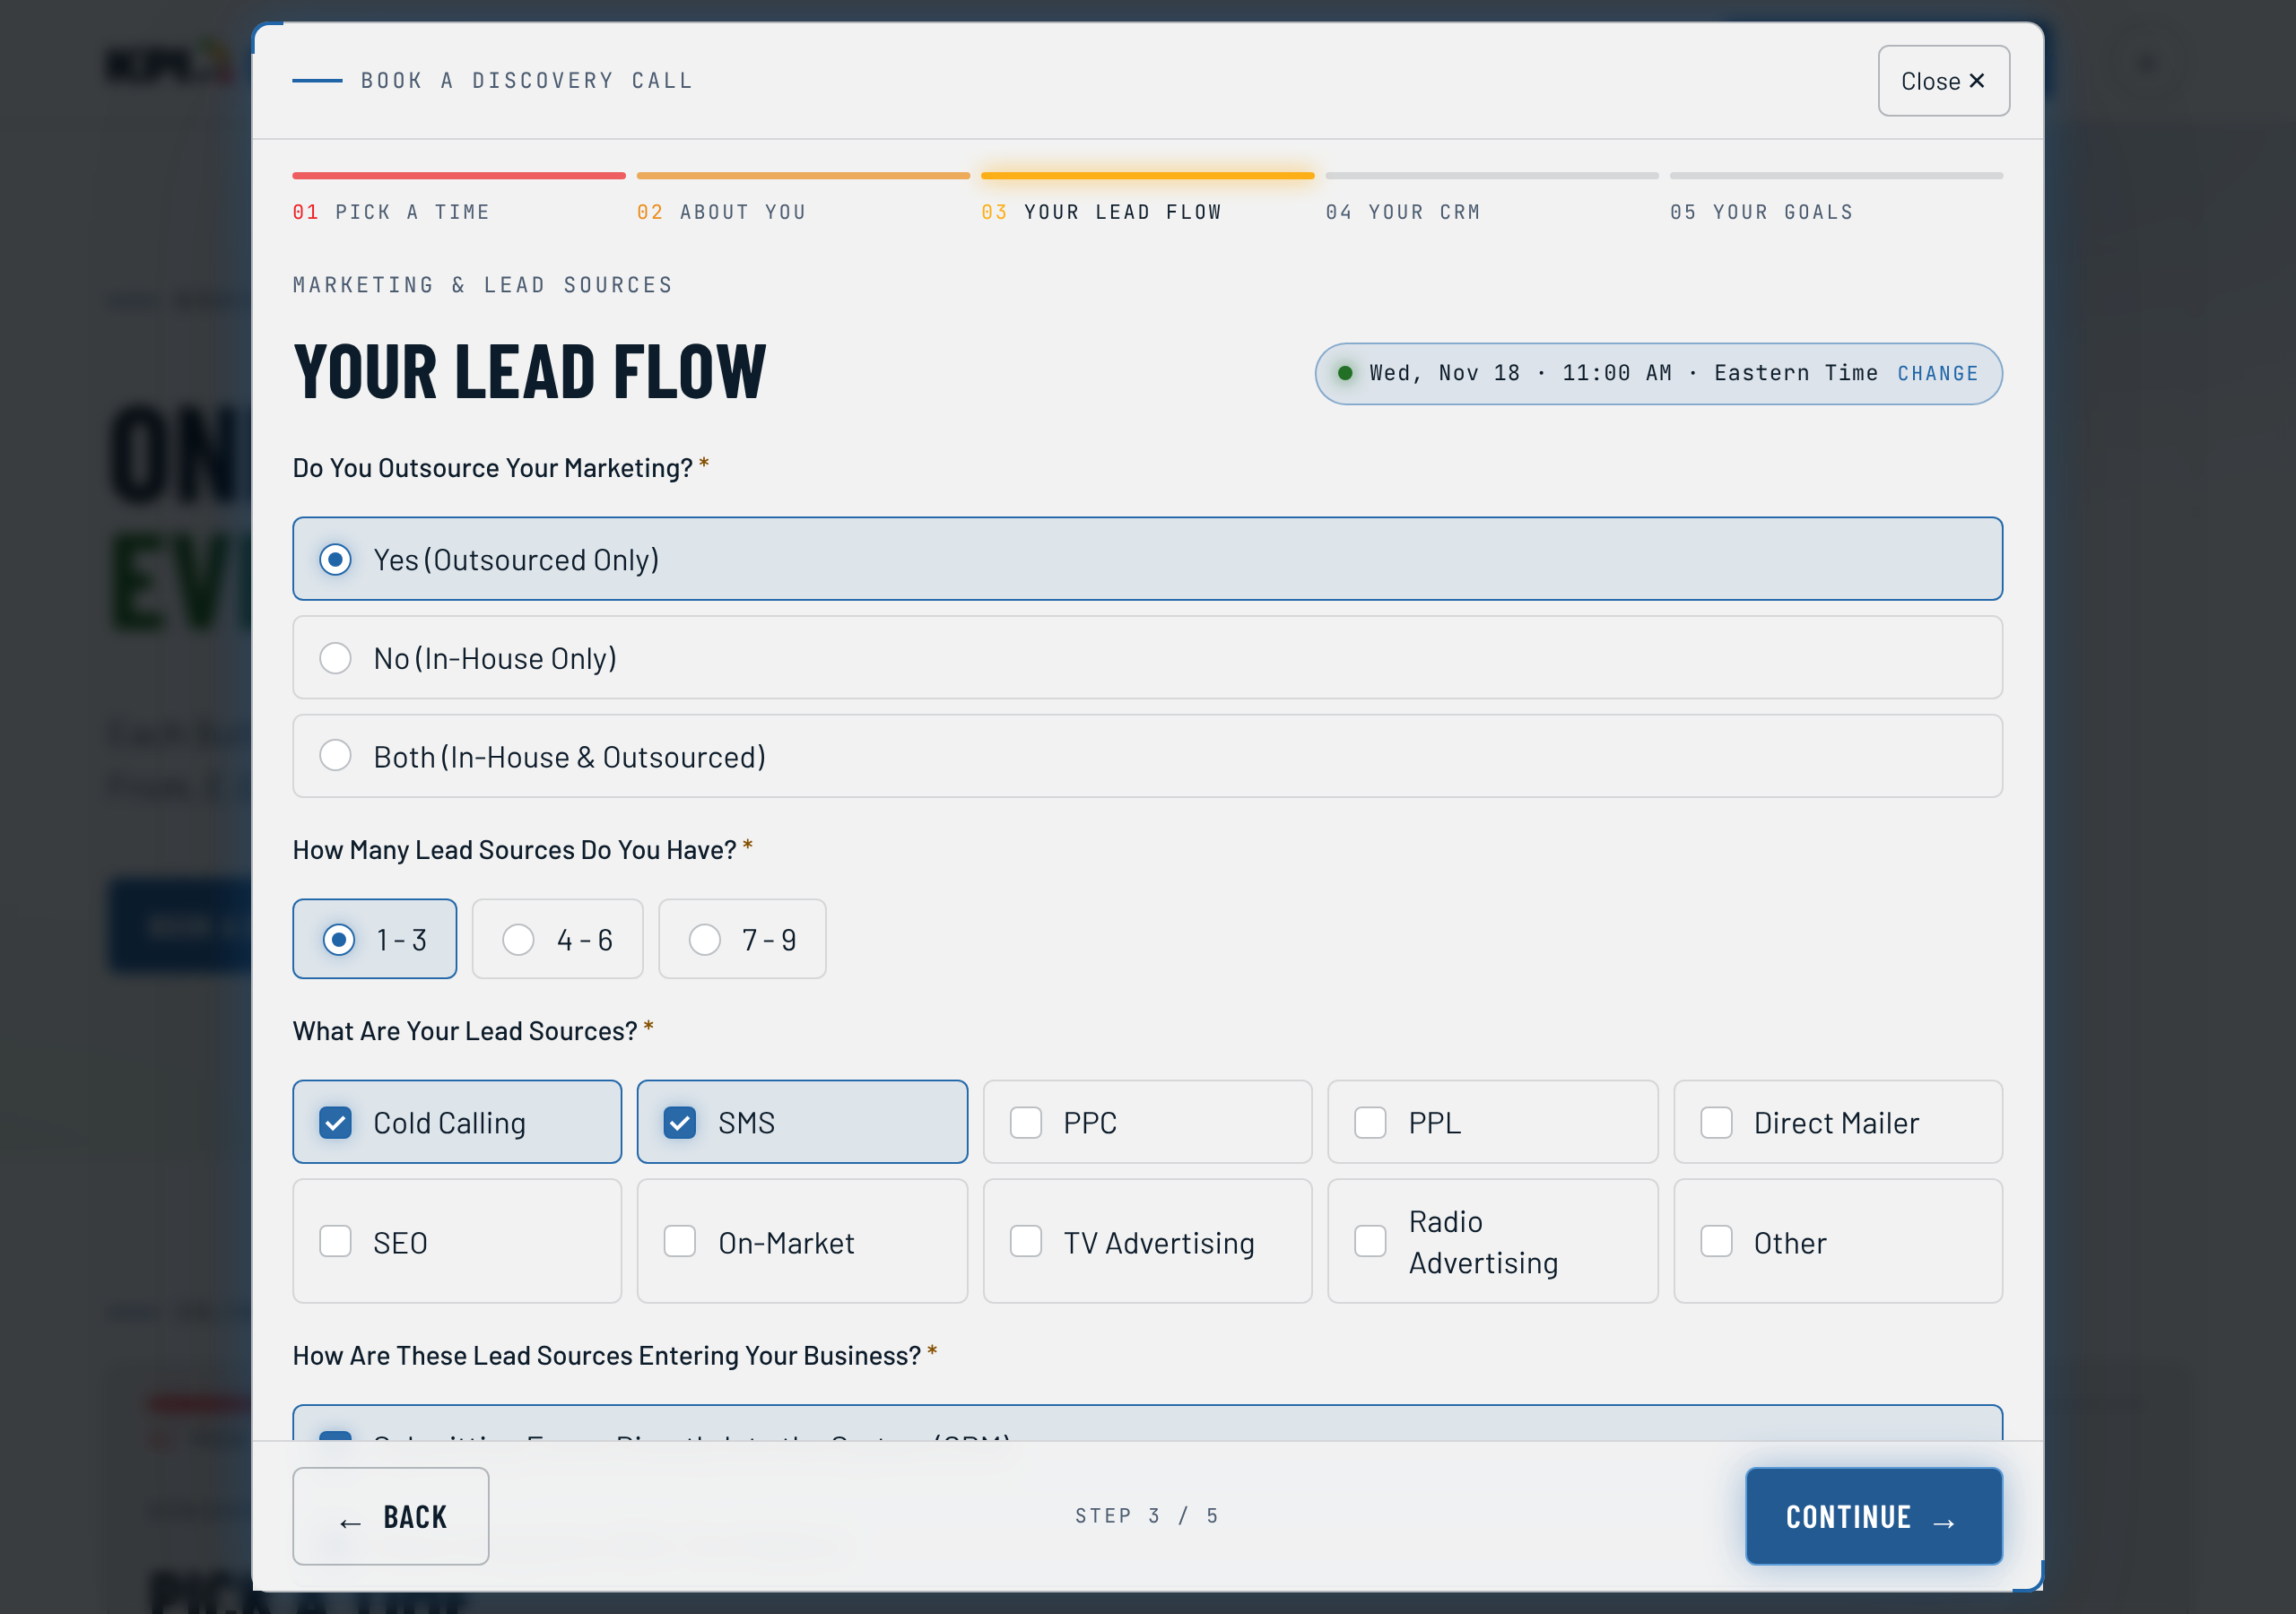 BOOK A DISCOVERY CALL
Close ✕
01 PICK A TIME
02 ABOUT YOU
03 YOUR LEAD FLOW
04 YOUR CRM
05 YOUR GOALS
MARKETING & LEAD SOURCES
YOUR LEAD FLOW
Wed, Nov 18 · 11:00 AM · Eastern Time CHANGE
Do You Outsource Your Marketing? *
Yes (Outsourced Only)
No (In-House Only)
Both (In-House & Outsourced)
How Many Lead Sources Do You Have? *
1 - 3
4 - 6
7 - 9
What Are Your Lead Sources? *
Cold Calling
SMS
PPC
PPL
Direct Mailer
SEO
On-Market
TV Advertising
Radio
Advertising
Other
How Are These Lead Sources Entering Your Business? *
← BACK
STEP 3 / 5
CONTINUE →